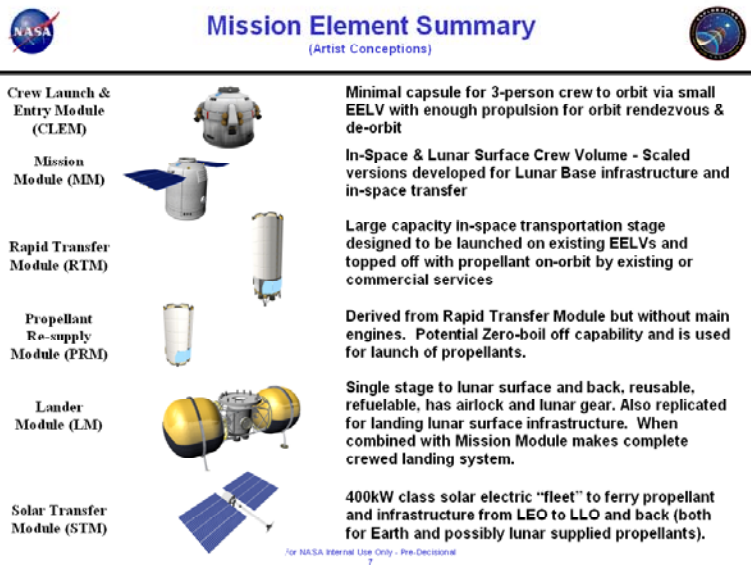 NASA
Mission Element Summary
(Artist Conceptions)
Crew Launch &
Entry Module
(CLEM)
Minimal capsule for 3-person crew to orbit via small
EELV with enough propulsion for orbit rendezvous &
de-orbit
Mission
Module (MM)
In-Space & Lunar Surface Crew Volume - Scaled
versions developed for Lunar Base infrastructure and
in-space transfer
Rapid Transfer
Module (RTM)
Large capacity in-space transportation stage
designed to be launched on existing EELVs and
topped off with propellant on-orbit by existing or
commercial services
Propellant
Re-supply
Module (PRM)
Derived from Rapid Transfer Module but without main
engines.  Potential Zero-boil off capability and is used
for launch of propellants.
Lander
Module (LM)
Single stage to lunar surface and back, reusable,
refuelable, has airlock and lunar gear. Also replicated
for landing lunar surface infrastructure.  When
combined with Mission Module makes complete
crewed landing system.
Solar Transfer
Module (STM)
400kW class solar electric “fleet” to ferry propellant
and infrastructure from LEO to LLO and back (both
for Earth and possibly lunar supplied propellants).
For NASA Internal Use Only - Pre-Decisional
7